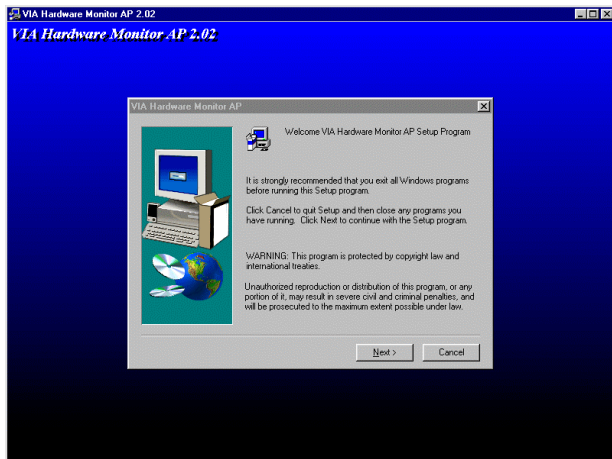 VIA Hardware Monitor AP 2.02
VIA Hardware Monitor AP 2.02
VIA Hardware Monitor AP
Welcome VIA Hardware Monitor AP Setup Program
It is strongly recommended that you exit all Windows programs
before running this Setup program.
Click Cancel to quit Setup and then close any programs you
have running. Click Next to continue with the Setup program.
WARNING: This program is protected by copyright law and
international treaties.
Unauthorized reproduction or distribution of this program, or any
portion of it, may result in severe civil and criminal penalties, and
will be prosecuted to the maximum extent possible under law.
Next > Cancel